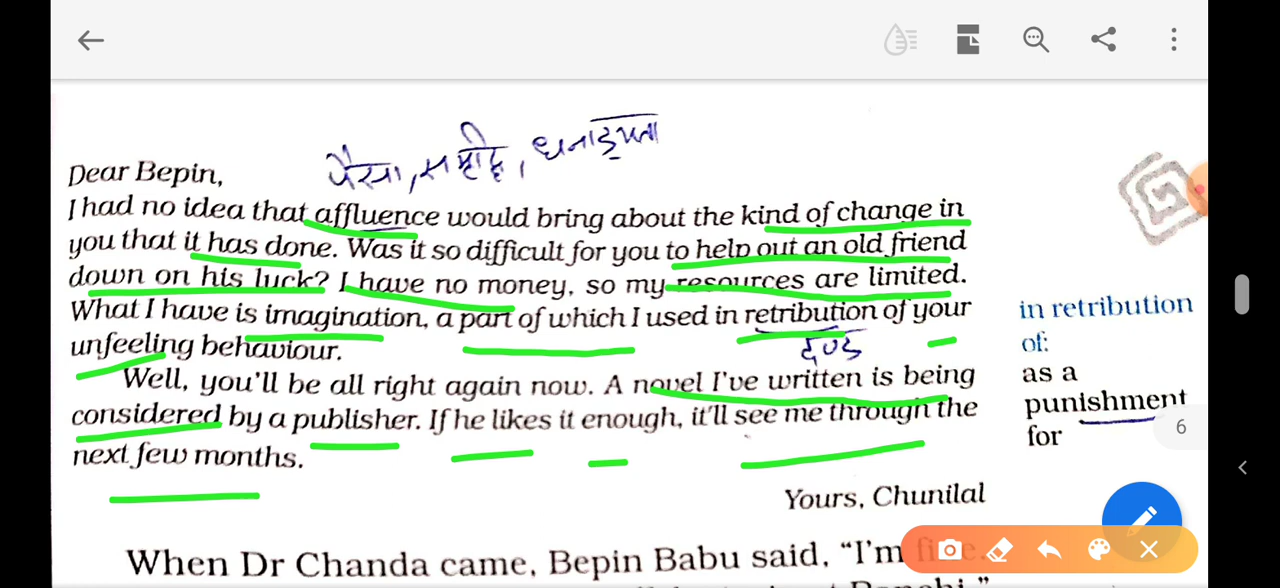 पैसा, समृद्धि, धनाढ्यता
Dear Bepin,
I had no idea that affluence would bring about the kind of change in
you that it has done. Was it so difficult for you to help out an old friend
down on his luck? I have no money, so my resources are limited.
What I have is imagination, a part of which I used in retribution of your
unfeeling behaviour.
दण्ड
Well, you'll be all right again now. A novel I've written is being
considered by a publisher. If he likes it enough, it'll see me through the
next few months.
Yours, Chunilal
in retribution
of:
as a
punishment
for
6
When Dr Chanda came, Bepin Babu said, "I'm fine.